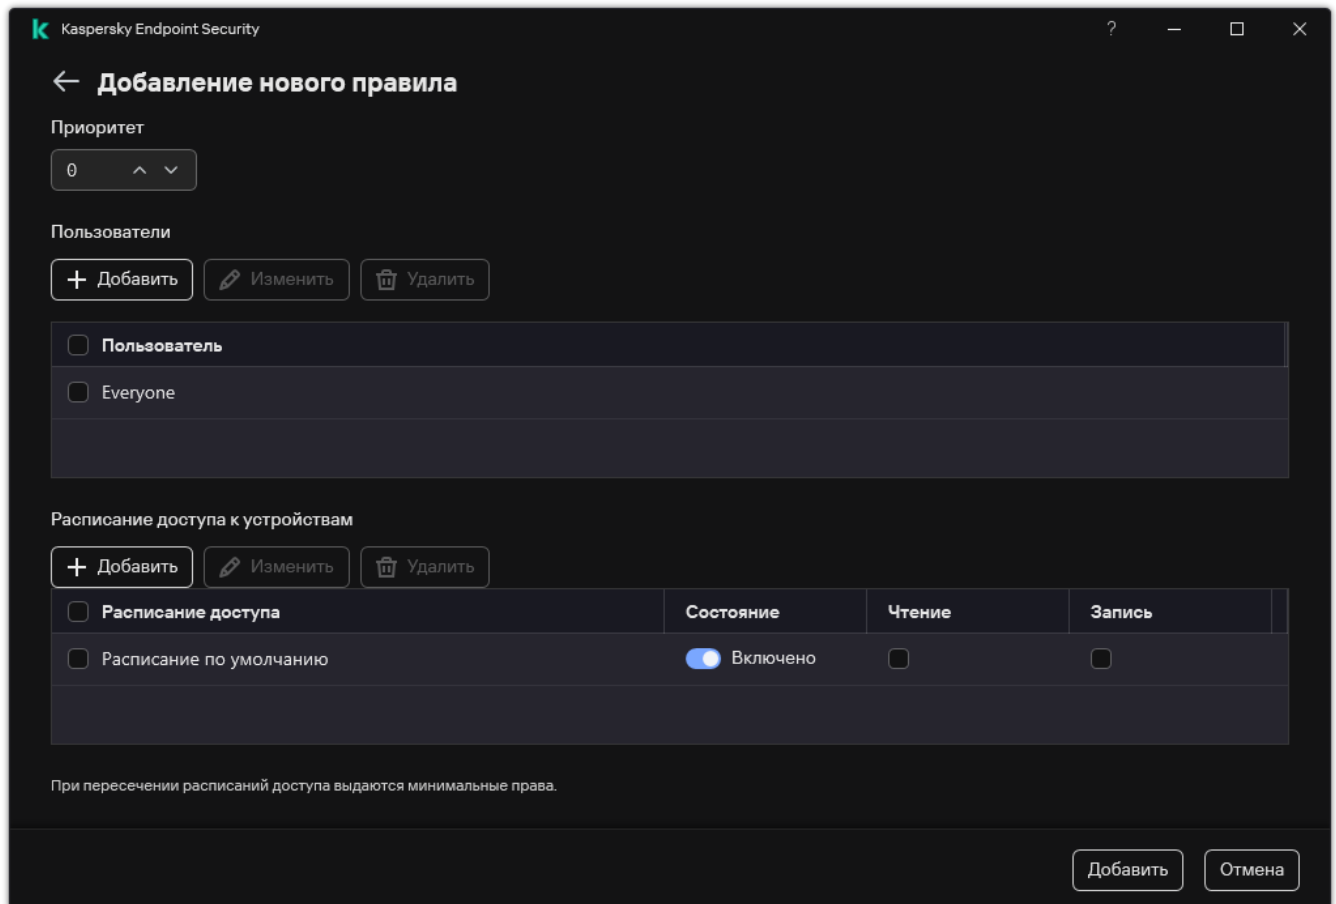 Kaspersky Endpoint Security ?
Добавление нового правила
Приоритет
0
Пользователи
Добавить Изменить Удалить
Пользователь
Everyone
Расписание доступа к устройствам
Добавить Изменить Удалить
Расписание доступа Состояние Чтение Запись
Расписание по умолчанию Включено
При пересечении расписаний доступа выдаются минимальные права.
Добавить Отмена